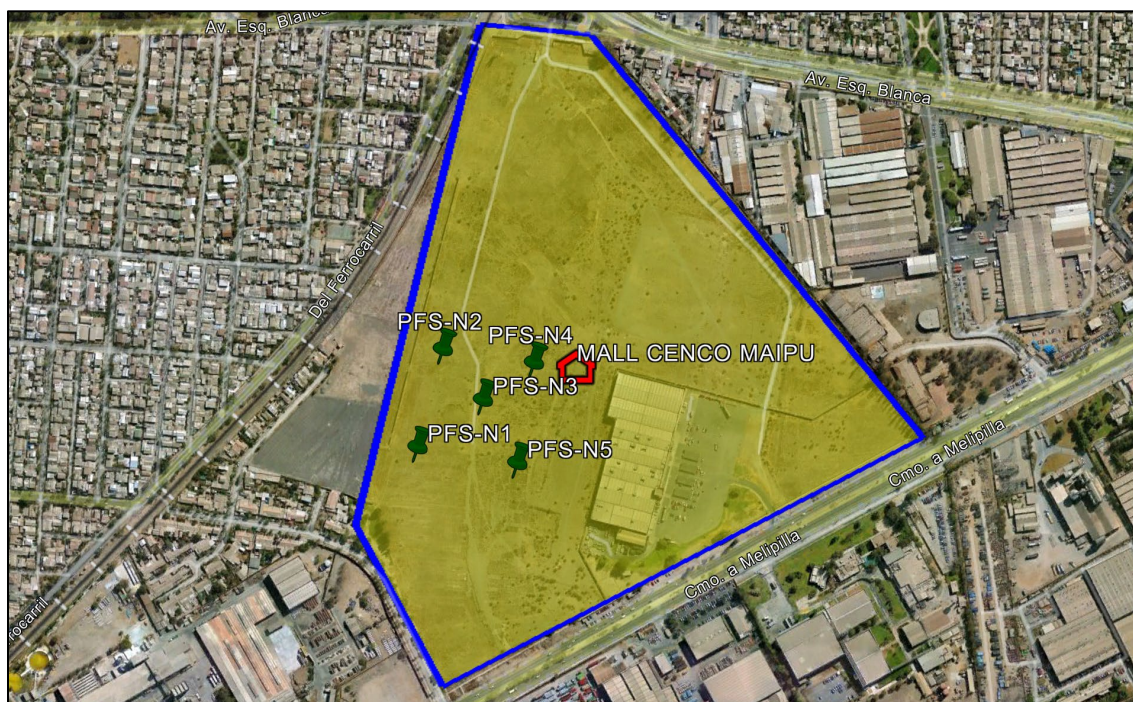 Av. Esq. Blanca
Av. Esq. Blanca
Del Ferrocarril
PFS-N2
PFS-N4
MALL CENCO MAIPU
PFS-N3
PFS-N1
PFS-N5
Cmo. a Melipilla
Cmo. a Melipilla
rocarril